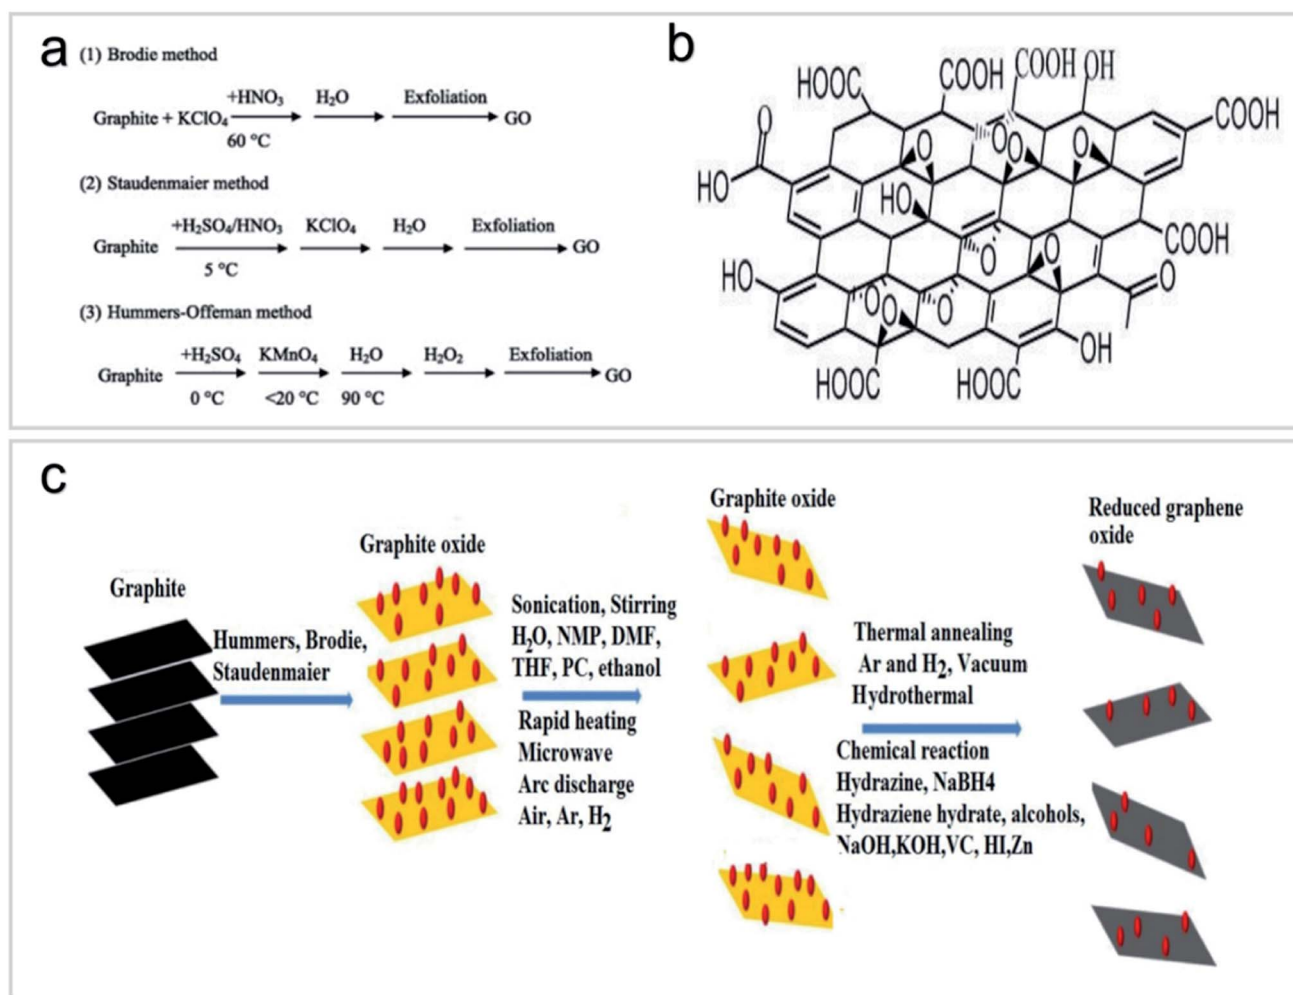 a
(1) Brodie method
+HNO₃ H₂O Exfoliation
Graphite + KClO₄ GO
60 °C
(2) Staudenmaier method
+H₂SO₄/HNO₃ KClO₄ H₂O Exfoliation
Graphite GO
5 °C
(3) Hummers-Offeman method
+H₂SO₄ KMnO₄ H₂O H₂O₂ Exfoliation
Graphite GO
0 °C <20 °C 90 °C
b
HOOC COOH COOH OH
COOH
O
O O O O
HO
HO
COOH
O O
O
HO
O O O
OH
HOOC HOOC
c
Graphite
Hummers, Brodie,
Staudenmaier
Graphite oxide
Sonication, Stirring
H₂O, NMP, DMF,
THF, PC, ethanol
Rapid heating
Microwave
Arc discharge
Air, Ar, H₂
Graphite oxide
Thermal annealing
Ar and H₂, Vacuum
Hydrothermal
Chemical reaction
Hydrazine, NaBH4
Hydraziene hydrate, alcohols,
NaOH,KOH,VC, HI,Zn
Reduced graphene
oxide